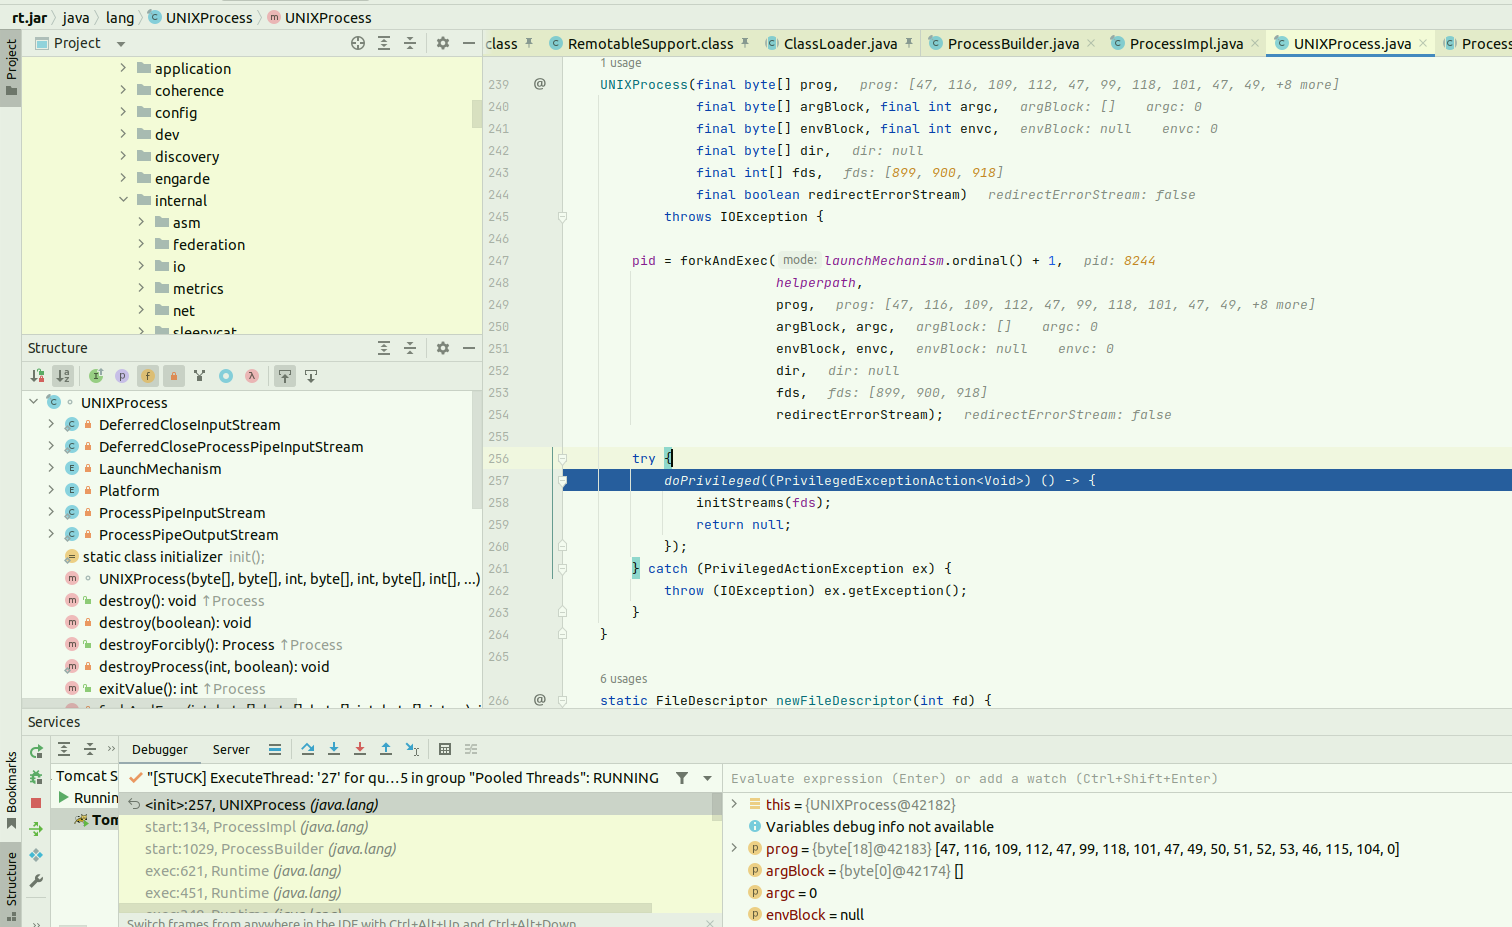 rt.jar java lang UNIXProcess UNIXProcess
Project
class RemotableSupport.class ClassLoader.java ProcessBuilder.java ProcessImpl.java UNIXProcess.java Process
Project
application
coherence
config
dev
discovery
engarde
internal
asm
federation
io
metrics
net
sleepycat
Structure
UNIXProcess
DeferredCloseInputStream
DeferredCloseProcessPipeInputStream
LaunchMechanism
Platform
ProcessPipeInputStream
ProcessPipeOutputStream
static class initializer init();
UNIXProcess(byte[], byte[], int, byte[], int, byte[], int[], ...)
destroy(): void ↑Process
destroy(boolean): void
destroyForcibly(): Process ↑Process
destroyProcess(int, boolean): void
exitValue(): int ↑Process
1 usage
239 @ UNIXProcess(final byte[] prog, prog: [47, 116, 109, 112, 47, 99, 118, 101, 47, 49, +8 more]
240 final byte[] argBlock, final int argc, argBlock: [] argc: 0
241 final byte[] envBlock, final int envc, envBlock: null envc: 0
242 final byte[] dir, dir: null
243 final int[] fds, fds: [899, 900, 918]
244 final boolean redirectErrorStream) redirectErrorStream: false
245 throws IOException {
246
247 pid = forkAndExec( mode: launchMechanism.ordinal() + 1, pid: 8244
248 helperpath,
249 prog, prog: [47, 116, 109, 112, 47, 99, 118, 101, 47, 49, +8 more]
250 argBlock, argc, argBlock: [] argc: 0
251 envBlock, envc, envBlock: null envc: 0
252 dir, dir: null
253 fds, fds: [899, 900, 918]
254 redirectErrorStream); redirectErrorStream: false
255
256 try {
257 doPrivileged((PrivilegedExceptionAction<Void>) () -> {
258 initStreams(fds);
259 return null;
260 });
261 } catch (PrivilegedActionException ex) {
262 throw (IOException) ex.getException();
263 }
264 }
265
6 usages
266 @ static FileDescriptor newFileDescriptor(int fd) {
Services
Debugger Server
Tomcat S
Runnin
Tom
"[STUCK] ExecuteThread: '27' for qu...5 in group "Pooled Threads": RUNNING
<init>:257, UNIXProcess (java.lang)
start:134, ProcessImpl (java.lang)
start:1029, ProcessBuilder (java.lang)
exec:621, Runtime (java.lang)
exec:451, Runtime (java.lang)
Switch frames from anywhere in the IDE with Ctrl+Alt+Up and Ctrl+Alt+Down
Evaluate expression (Enter) or add a watch (Ctrl+Shift+Enter)
this = {UNIXProcess@42182}
Variables debug info not available
prog = {byte[18]@42183} [47, 116, 109, 112, 47, 99, 118, 101, 47, 49, 50, 51, 52, 53, 46, 115, 104, 0]
argBlock = {byte[0]@42174} []
argc = 0
envBlock = null
Bookmarks
Structure